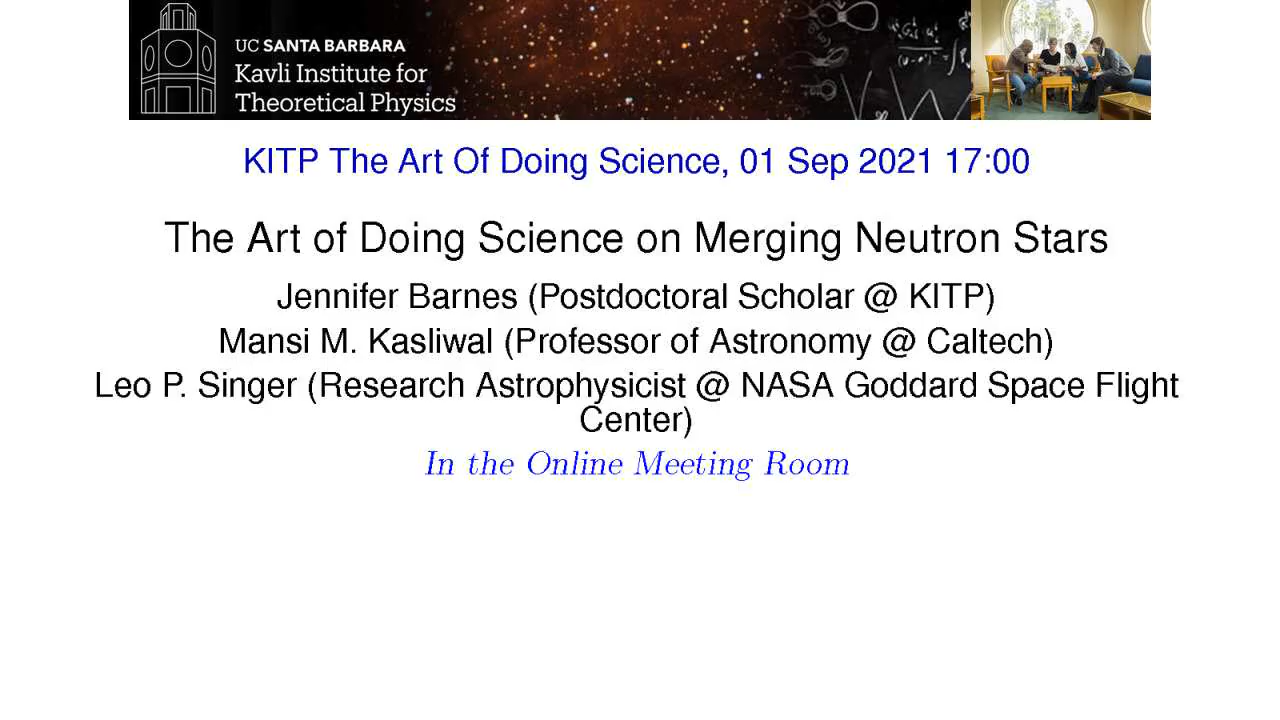 UC SANTA BARBARA
Kavli Institute for
Theoretical Physics
KITP The Art Of Doing Science, 01 Sep 2021 17:00
The Art of Doing Science on Merging Neutron Stars
Jennifer Barnes (Postdoctoral Scholar @ KITP)
Mansi M. Kasliwal (Professor of Astronomy @ Caltech)
Leo P. Singer (Research Astrophysicist @ NASA Goddard Space Flight
Center)
In the Online Meeting Room